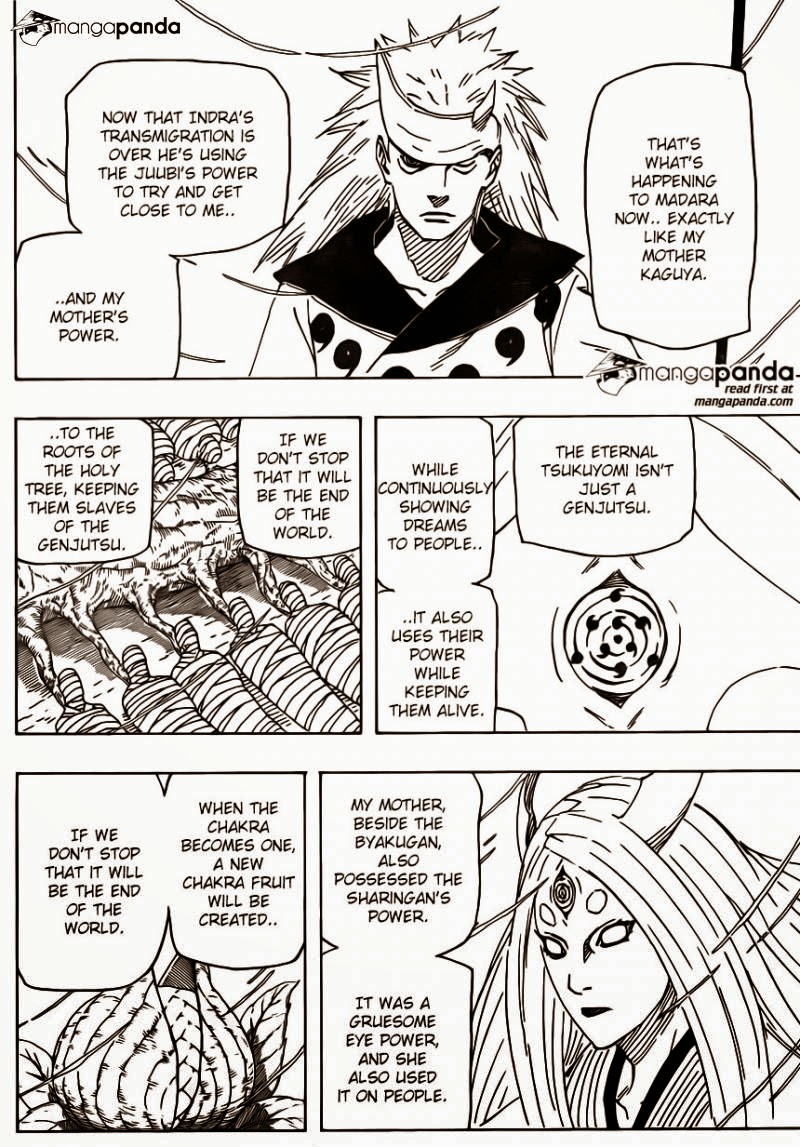 mangapanda
THAT'S
WHAT'S
HAPPENING
TO MADARA
NOW.. EXACTLY
LIKE MY
MOTHER
KAGUYA.
NOW THAT INDRA'S
TRANSMIGRATION IS
OVER HE'S USING
THE JUUBI'S POWER
TO TRY AND GET
CLOSE TO ME..
..AND MY
MOTHER'S
POWER.
mangapanda
read first at
mangapanda.com
THE ETERNAL
TSUKUYOMI ISN'T
JUST A
GENJUTSU.
WHILE
CONTINUOUSLY
SHOWING
DREAMS
TO PEOPLE..
..IT ALSO
USES THEIR
POWER
WHILE
KEEPING
THEM ALIVE.
IF WE
DON'T STOP
THAT IT WILL
BE THE END
OF THE
WORLD.
..TO THE
ROOTS OF
THE HOLY
TREE, KEEPING
THEM SLAVES
OF THE
GENJUTSU.
MY MOTHER,
BESIDE THE
BYAKUGAN,
ALSO
POSSESSED THE
SHARINGAN'S
POWER.
IT WAS A
GRUESOME
EYE POWER,
AND SHE
ALSO USED
IT ON PEOPLE.
WHEN THE
CHAKRA
BECOMES ONE,
A NEW
CHAKRA FRUIT
WILL BE
CREATED..
IF WE
DON'T STOP
THAT IT WILL
BE THE END
OF THE
WORLD.